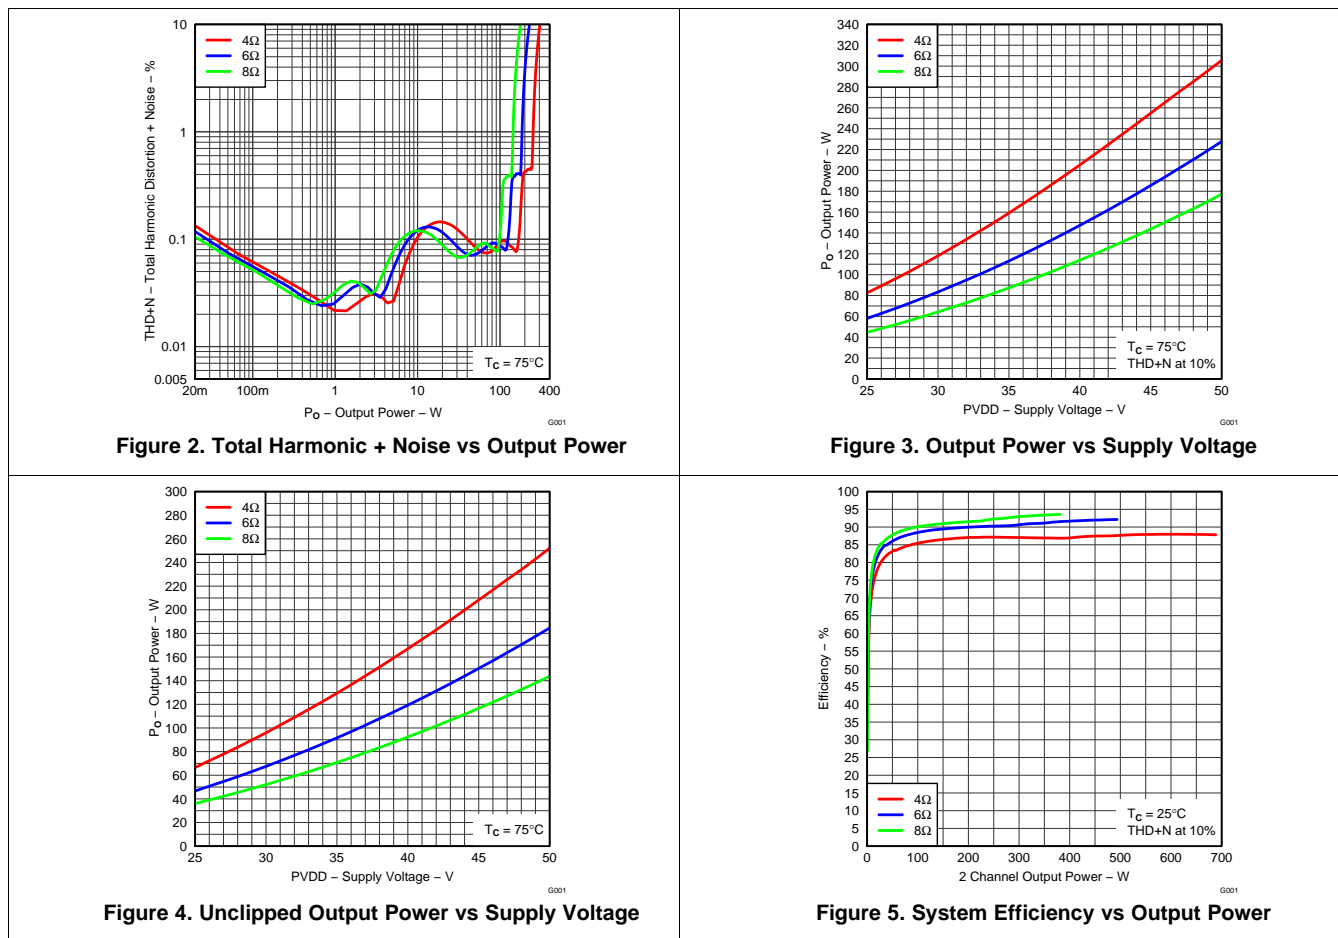 THD+N – Total Harmonic Distortion + Noise – %
10
1
0.1
0.01
0.005
4Ω
6Ω
8Ω
TC = 75°C
20m 100m 1 10 100 400
PO – Output Power – W
G001
Figure 2. Total Harmonic + Noise vs Output Power
PO – Output Power – W
340
320
300
280
260
240
220
200
180
160
140
120
100
80
60
40
20
0
4Ω
6Ω
8Ω
TC = 75°C
THD+N at 10%
25 30 35 40 45 50
PVDD – Supply Voltage – V
G001
Figure 3. Output Power vs Supply Voltage
PO – Output Power – W
300
280
260
240
220
200
180
160
140
120
100
80
60
40
20
0
4Ω
6Ω
8Ω
TC = 75°C
25 30 35 40 45 50
PVDD – Supply Voltage – V
G001
Figure 4. Unclipped Output Power vs Supply Voltage
Efficiency – %
100
95
90
85
80
75
70
65
60
55
50
45
40
35
30
25
20
15
10
5
0
4Ω
6Ω
8Ω
TC = 25°C
THD+N at 10%
0 100 200 300 400 500 600 700
2 Channel Output Power – W
G001
Figure 5. System Efficiency vs Output Power